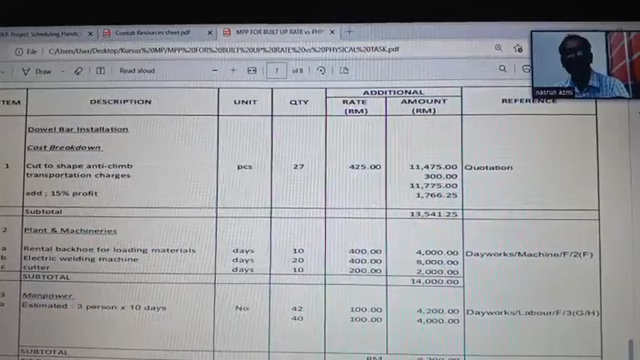 Contoh Resources sheet.pdf
MPP FOR BUILT UP RATE vs PHY
File
C:/Users/User/Desktop/Kursus%20MP/MPP%20FOR%20BUILT%20UP%20RATE%20vs%20PHYSICAL%20TASK.pdf
Draw
Read aloud
7
of 8
nasrun azmi
ITEM DESCRIPTION UNIT QTY ADDITIONAL REFERENCE
RATE AMOUNT
(RM) (RM)
Dowel Bar Installation
Cost Breakdown
1 Cut to shape anti-climb pcs 27 425.00 11,475.00 Quotation
transportation charges 300.00
11,775.00
add ; 15% profit 1,766.25
Subtotal 13,541.25
2 Plant & Machineries
a Rental backhoe for loading materials days 10 400.00 4,000.00 Dayworks/Machine/F/2(F)
b Electric welding machine days 20 400.00 8,000.00
c cutter days 10 200.00 2,000.00
SUBTOTAL 14,000.00
3 Manpower
a Estimated : 3 person x 10 days No 42 100.00 4,200.00 Dayworks/Labour/F/3(G/H)
40 100.00 4,000.00
SUBTOTAL
RM